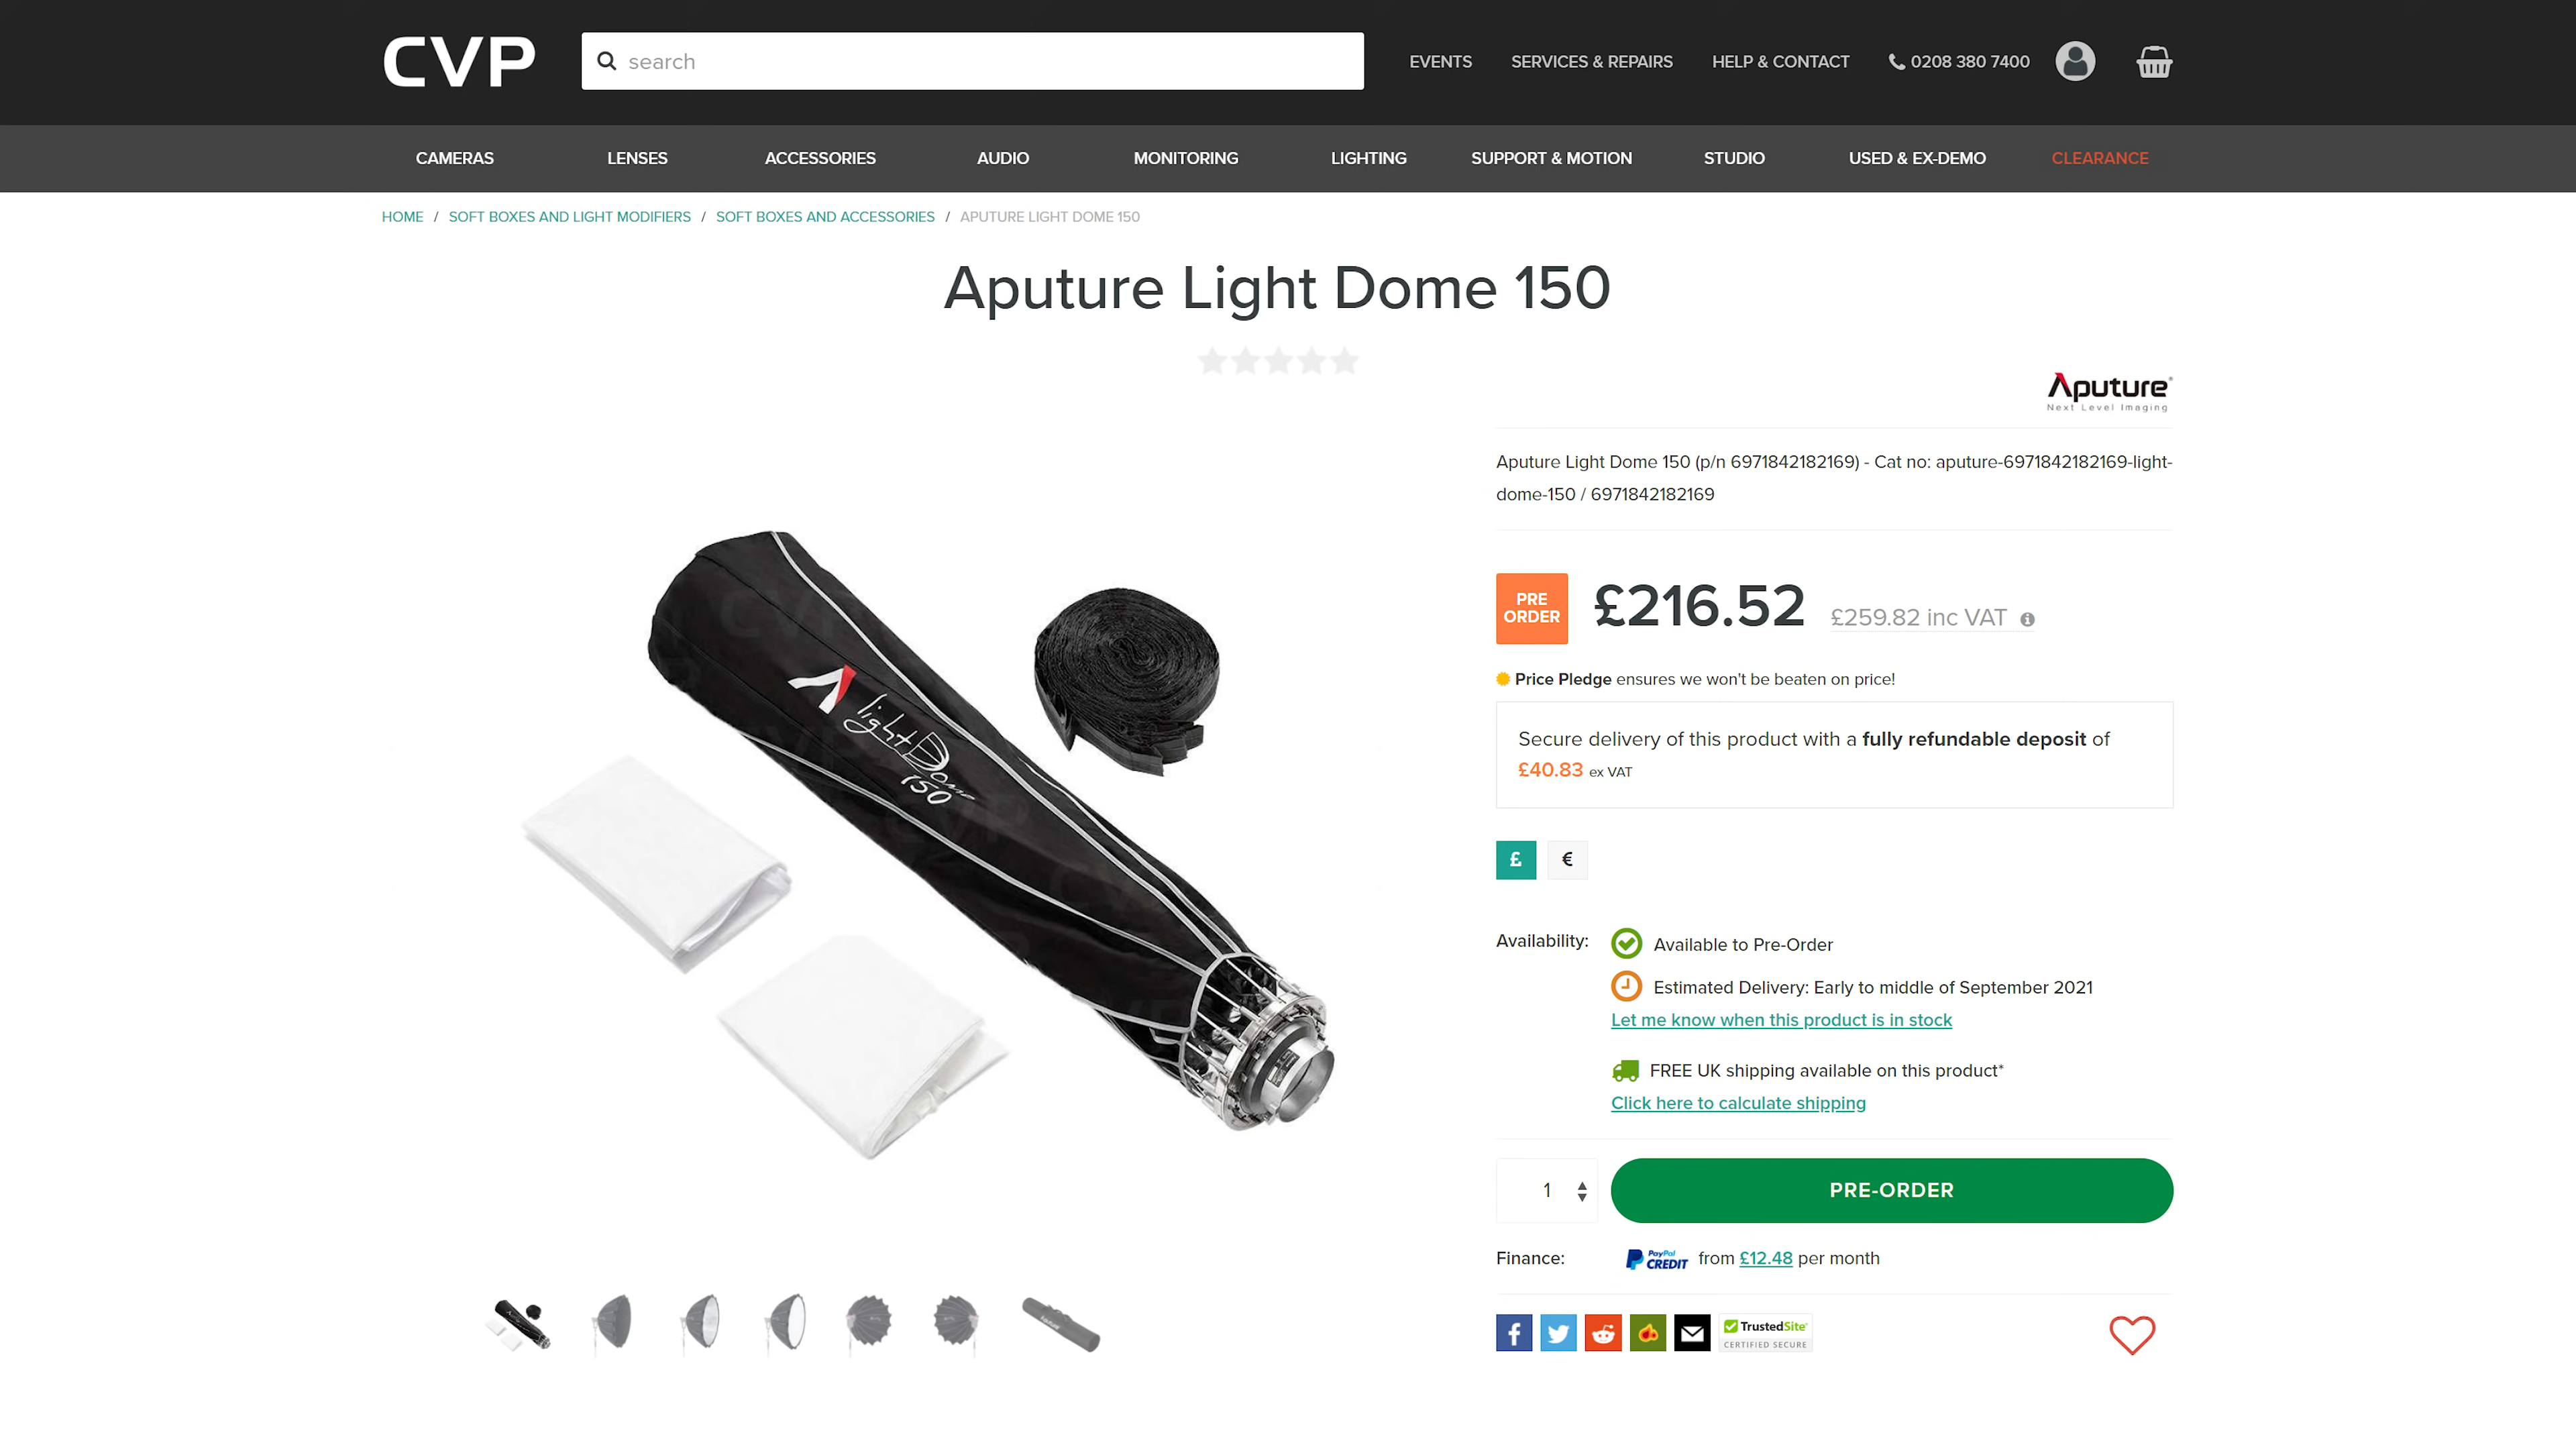 CVP
search
EVENTS
SERVICES & REPAIRS
HELP & CONTACT
0208 380 7400
CAMERAS
LENSES
ACCESSORIES
AUDIO
MONITORING
LIGHTING
SUPPORT & MOTION
STUDIO
USED & EX-DEMO
CLEARANCE
HOME / SOFT BOXES AND LIGHT MODIFIERS / SOFT BOXES AND ACCESSORIES / APUTURE LIGHT DOME 150
Aputure Light Dome 150
Aputure®
Next Level Imaging
Aputure Light Dome 150 (p/n 6971842182169) - Cat no: aputure-6971842182169-light-
dome-150 / 6971842182169
PRE
ORDER
£216.52
£259.82 inc VAT
Price Pledge ensures we won't be beaten on price!
Secure delivery of this product with a fully refundable deposit of
£40.83 ex VAT
£
€
light Dome
150
Availability:
Available to Pre-Order
Estimated Delivery: Early to middle of September 2021
Let me know when this product is in stock
FREE UK shipping available on this product*
Click here to calculate shipping
1
PRE-ORDER
Finance:
PayPal
CREDIT
from £12.48 per month
TrustedSite
CERTIFIED SECURE